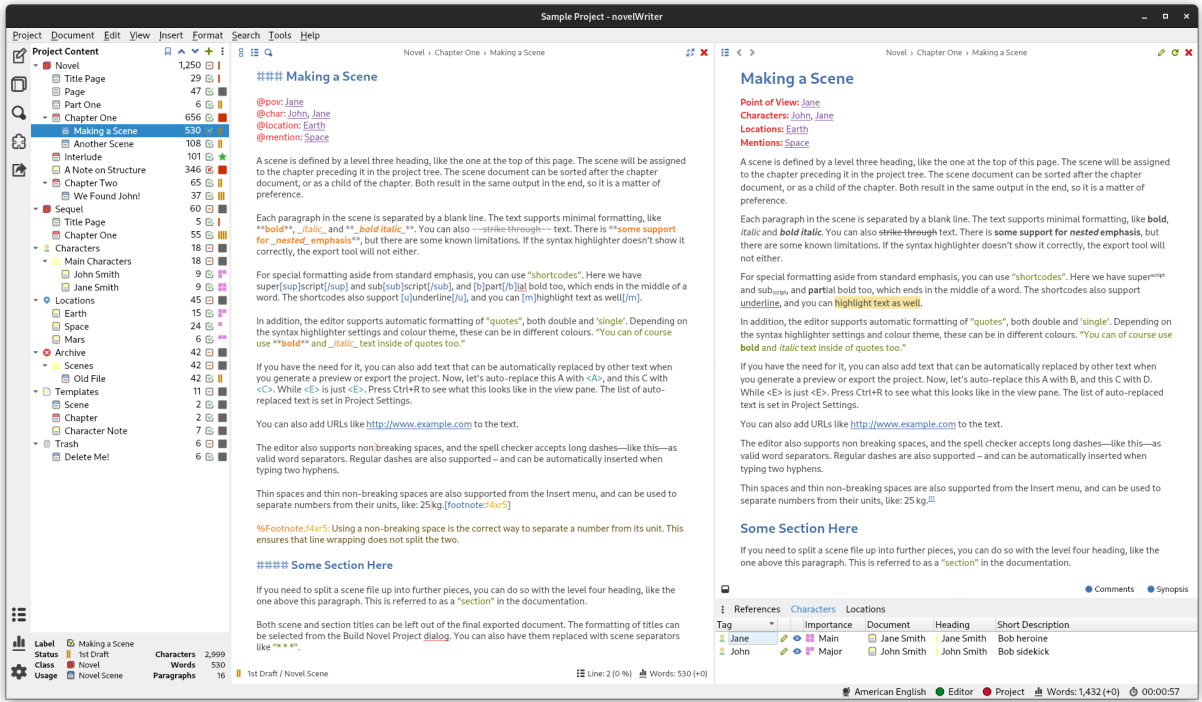 Sample Project - novelWriter
Project Document Edit View Insert Format Search Tools Help
Project Content
Novel 1,250
Title Page 29
Page 47
Part One 6
Chapter One 656
Making a Scene 530
Another Scene 108
Interlude 101
A Note on Structure 346
Chapter Two 65
We Found John! 37
Sequel 60
Title Page 5
Chapter One 55
Characters 18
Main Characters 18
John Smith 9
Jane Smith 9
Locations 45
Earth 15
Space 24
Mars 6
Archive 42
Scenes 42
Old File 42
Templates 11
Scene 2
Chapter 2
Character Note 7
Trash 6
Delete Me! 6
Label Making a Scene
Status 1st Draft Characters 2,999
Class Novel Words 530
Usage Novel Scene Paragraphs 16
Novel › Chapter One › Making a Scene
### Making a Scene
@pov: Jane
@char: John, Jane
@location: Earth
@mention: Space
A scene is defined by a level three heading, like the one at the top of this page. The scene will be assigned
to the chapter preceding it in the project tree. The scene document can be sorted after the chapter
document, or as a child of the chapter. Both result in the same output in the end, so it is a matter of
preference.
Each paragraph in the scene is separated by a blank line. The text supports minimal formatting, like
**bold**, _italic_ and **_bold italic_**. You can also ~~strike through~~ text. There is **some support
for _nested_ emphasis**, but there are some known limitations. If the syntax highlighter doesn’t show it
correctly, the export tool will not either.
For special formatting aside from standard emphasis, you can use “shortcodes”. Here we have
super[sup]script[/sup] and sub[sub]script[/sub], and [b]part[/b]ial bold too, which ends in the middle of a
word. The shortcodes also support [u]underline[/u], and you can [m]highlight text as well[/m].
In addition, the editor supports automatic formatting of “quotes”, both double and ‘single’. Depending on
the syntax highlighter settings and colour theme, these can be in different colours. “You can of course
use **bold** and _italic_ text inside of quotes too.”
If you have the need for it, you can also add text that can be automatically replaced by other text when
you generate a preview or export the project. Now, let’s auto-replace this A with <A>, and this C with
<C>. While <E> is just <E>. Press Ctrl+R to see what this looks like in the view pane. The list of auto-
replaced text is set in Project Settings.
You can also add URLs like http://www.example.com to the text.
The editor also supports non breaking spaces, and the spell checker accepts long dashes—like this—as
valid word separators. Regular dashes are also supported – and can be automatically inserted when
typing two hyphens.
Thin spaces and thin non-breaking spaces are also supported from the Insert menu, and can be used to
separate numbers from their units, like: 25 kg.[footnote:f4xr5]
%Footnote.f4xr5: Using a non-breaking space is the correct way to separate a number from its unit. This
ensures that line wrapping does not split the two.
#### Some Section Here
If you need to split a scene file up into further pieces, you can do so with the level four heading, like the
one above this paragraph. This is referred to as a “section” in the documentation.
Both scene and section titles can be left out of the final exported document. The formatting of titles can
be selected from the Build Novel Project dialog. You can also have them replaced with scene separators
like “* * *”.
1st Draft / Novel Scene Line: 2 (0 %) Words: 530 (+0)
Novel › Chapter One › Making a Scene
Making a Scene
Point of View: Jane
Characters: John, Jane
Locations: Earth
Mentions: Space
A scene is defined by a level three heading, like the one at the top of this page. The scene will be assigned
to the chapter preceding it in the project tree. The scene document can be sorted after the chapter
document, or as a child of the chapter. Both result in the same output in the end, so it is a matter of
preference.
Each paragraph in the scene is separated by a blank line. The text supports minimal formatting, like bold,
italic and bold italic. You can also strike through text. There is some support for nested emphasis, but
there are some known limitations. If the syntax highlighter doesn’t show it correctly, the export tool will
not either.
For special formatting aside from standard emphasis, you can use “shortcodes”. Here we have superscript
and subscript, and partial bold too, which ends in the middle of a word. The shortcodes also support
underline, and you can highlight text as well.
In addition, the editor supports automatic formatting of “quotes”, both double and ‘single’. Depending on
the syntax highlighter settings and colour theme, these can be in different colours. “You can of course use
bold and italic text inside of quotes too.”
If you have the need for it, you can also add text that can be automatically replaced by other text when
you generate a preview or export the project. Now, let’s auto-replace this A with B, and this C with D.
While <E> is just <E>. Press Ctrl+R to see what this looks like in the view pane. The list of auto-replaced
text is set in Project Settings.
You can also add URLs like http://www.example.com to the text.
The editor also supports non breaking spaces, and the spell checker accepts long dashes—like this—as
valid word separators. Regular dashes are also supported – and can be automatically inserted when
typing two hyphens.
Thin spaces and thin non-breaking spaces are also supported from the Insert menu, and can be used to
separate numbers from their units, like: 25 kg.[1]
Some Section Here
If you need to split a scene file up into further pieces, you can do so with the level four heading, like the
one above this paragraph. This is referred to as a “section” in the documentation.
Comments Synopsis
References Characters Locations
Tag Importance Document Heading Short Description
Jane Main Jane Smith Jane Smith Bob heroine
John Major John Smith John Smith Bob sidekick
American English Editor Project Words: 1,432 (+0) 00:00:57